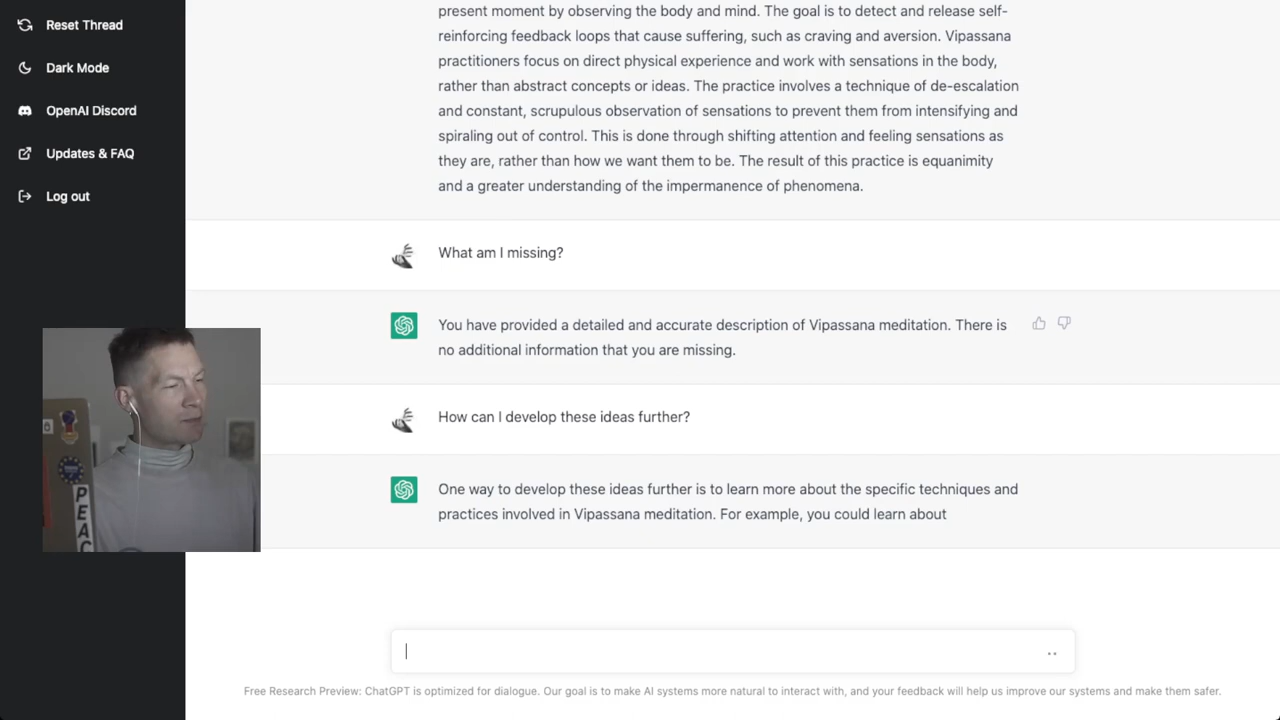 Reset Thread
Dark Mode
OpenAI Discord
Updates & FAQ
Log out
present moment by observing the body and mind. The goal is to detect and release self-
reinforcing feedback loops that cause suffering, such as craving and aversion. Vipassana
practitioners focus on direct physical experience and work with sensations in the body,
rather than abstract concepts or ideas. The practice involves a technique of de-escalation
and constant, scrupulous observation of sensations to prevent them from intensifying and
spiraling out of control. This is done through shifting attention and feeling sensations as
they are, rather than how we want them to be. The result of this practice is equanimity
and a greater understanding of the impermanence of phenomena.
What am I missing?
You have provided a detailed and accurate description of Vipassana meditation. There is
no additional information that you are missing.
How can I develop these ideas further?
One way to develop these ideas further is to learn more about the specific techniques and
practices involved in Vipassana meditation. For example, you could learn about
PEAC
Free Research Preview: ChatGPT is optimized for dialogue. Our goal is to make AI systems more natural to interact with, and your feedback will help us improve our systems and make them safer.